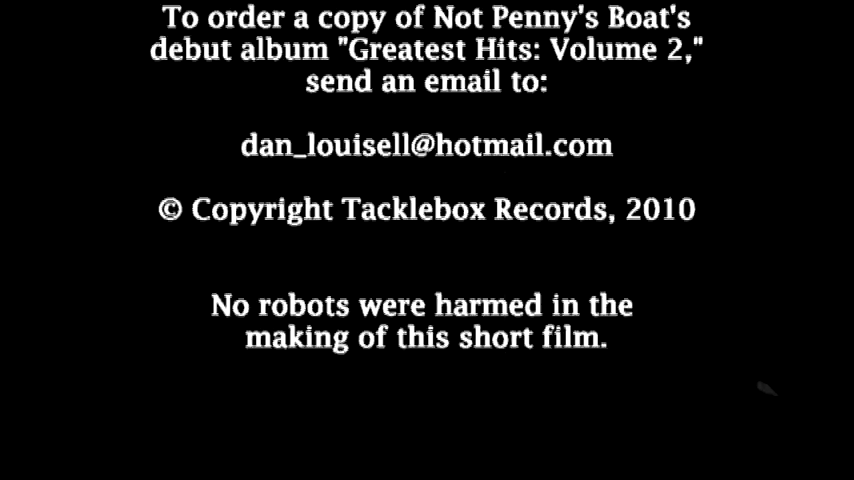 To order a copy of Not Penny's Boat's
debut album "Greatest Hits: Volume 2,"
send an email to:
dan_louisell@hotmail.com
© Copyright Tacklebox Records, 2010
No robots were harmed in the
making of this short film.